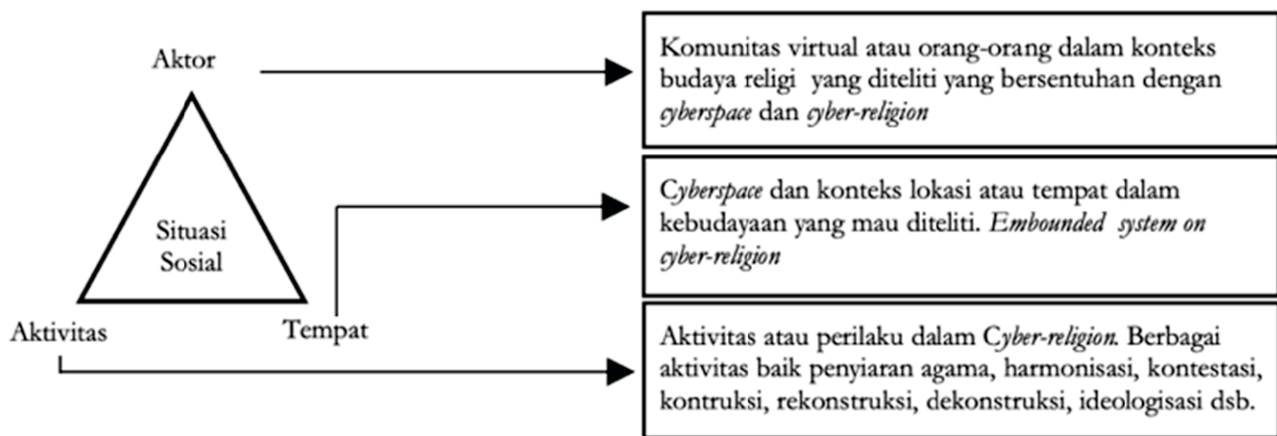 Aktor
Situasi
Sosial
Aktivitas
Tempat
Komunitas virtual atau orang-orang dalam konteks
budaya religi yang diteliti yang bersentuhan dengan
cyberspace dan cyber-religion
Cyberspace dan konteks lokasi atau tempat dalam
kebudayaan yang mau diteliti. Embounded system on
cyber-religion
Aktivitas atau perilaku dalam Cyber-religion. Berbagai
aktivitas baik penyiaran agama, harmonisasi, kontestasi,
kontruksi, rekonstruksi, dekonstruksi, ideologisasi dsb.